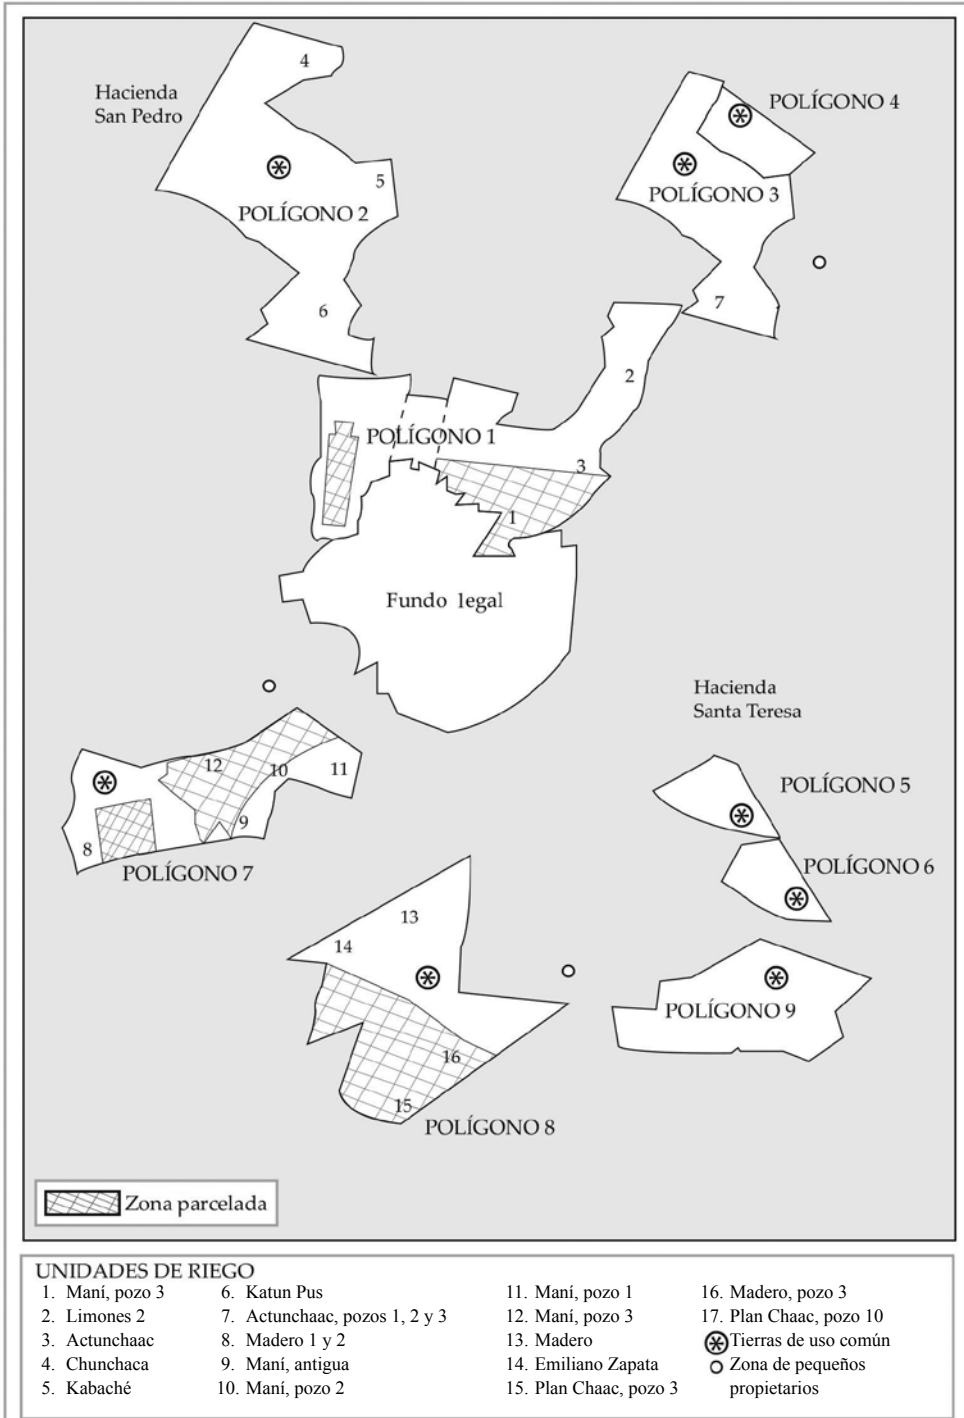 4
Hacienda
San Pedro
POLÍGONO 4
5
POLÍGONO 3
POLÍGONO 2
6
7
2
POLÍGONO 1
3
1
Fundo legal
Hacienda
Santa Teresa
12
10
11
POLÍGONO 5
9
8
POLÍGONO 7
POLÍGONO 6
13
14
POLÍGONO 9
16
15
POLÍGONO 8
Zona parcelada
UNIDADES DE RIEGO
1. Maní, pozo 3
2. Limones 2
3. Actunchaac
4. Chunchaca
5. Kabaché
6. Katun Pus
7. Actunchaac, pozos 1, 2 y 3
8. Madero 1 y 2
9. Maní, antigua
10. Maní, pozo 2
11. Maní, pozo 1
12. Maní, pozo 3
13. Madero
14. Emiliano Zapata
15. Plan Chaac, pozo 3
16. Madero, pozo 3
17. Plan Chaac, pozo 10
Tierras de uso común
Zona de pequeños
propietarios